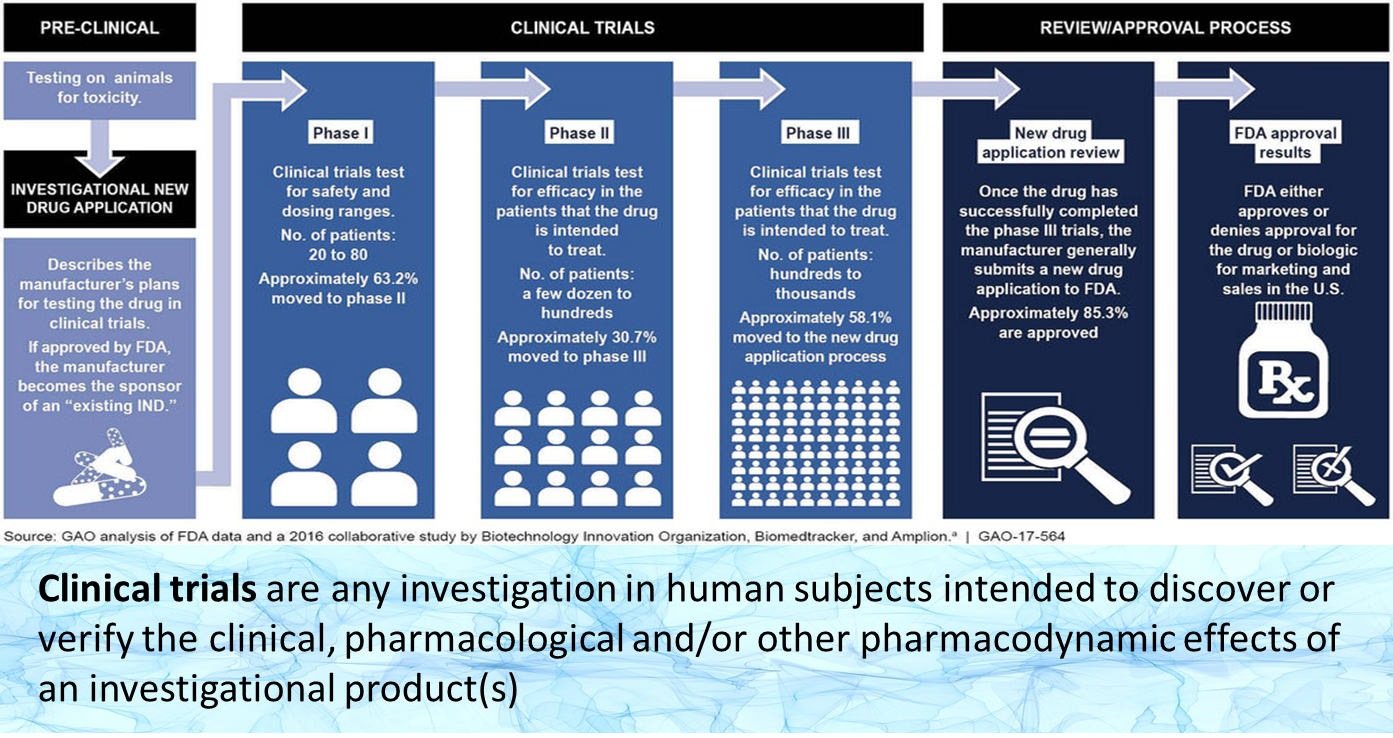 PRE-CLINICAL
Testing on animals
for toxicity.
INVESTIGATIONAL NEW
DRUG APPLICATION
Describes the
manufacturer's plans
for testing the drug in
clinical trials.
If approved by FDA,
the manufacturer
becomes the sponsor
of an “existing IND.”
CLINICAL TRIALS
Phase I
Clinical trials test
for safety and
dosing ranges.
No. of patients:
20 to 80
Approximately 63.2%
moved to phase II
Phase II
Clinical trials test
for efficacy in the
patients that the drug
is intended
to treat.
No. of patients:
a few dozen to
hundreds
Approximately 30.7%
moved to phase III
Phase III
Clinical trials test
for efficacy in the
patients that the drug
is intended to treat.
No. of patients:
hundreds to
thousands
Approximately 58.1%
moved to the new drug
application process
REVIEW/APPROVAL PROCESS
New drug
application review
Once the drug has
successfully completed
the phase III trials, the
manufacturer generally
submits a new drug
application to FDA.
Approximately 85.3%
are approved
FDA approval
results
FDA either
approves or
denies approval for
the drug or biologic
for marketing and
sales in the U.S.
Rx
Source: GAO analysis of FDA data and a 2016 collaborative study by Biotechnology Innovation Organization, Biomedtracker, and Amplion.ª | GAO-17-564
Clinical trials are any investigation in human subjects intended to discover or
verify the clinical, pharmacological and/or other pharmacodynamic effects of
an investigational product(s)